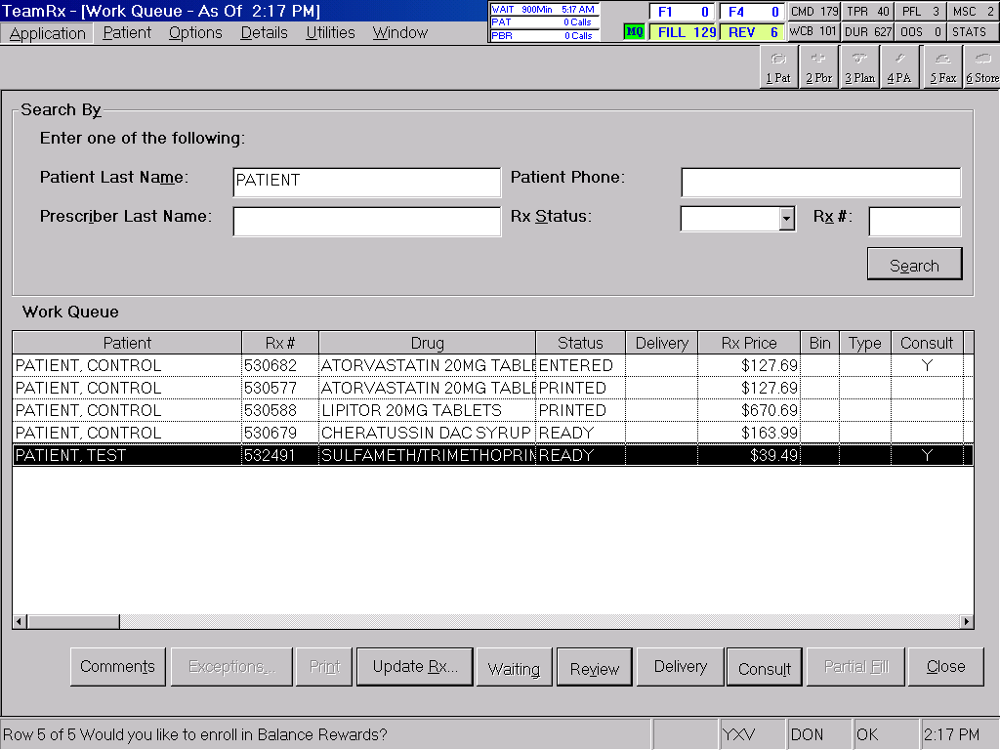 TeamRx - [Work Queue - As Of 2:17 PM]
WAIT 900Min 5:17 AM
PAT 0 Calls
PBR 0 Calls
F1 0 F4 0
MQ FILL 129 REV 6
CMD 179 TPR 40 PFL 3 MSC 2
WCB 101 DUR 627 OOS 0 STATS
Application Patient Options Details Utilities Window
1 Pat 2 Pbr 3 Plan 4 PA 5 Fax 6 Store
Search By
Enter one of the following:
Patient Last Name: PATIENT Patient Phone:
Prescriber Last Name: Rx Status: Rx #:
Search
Work Queue
Patient Rx # Drug Status Delivery Rx Price Bin Type Consult
PATIENT, CONTROL 530682 ATORVASTATIN 20MG TABLE ENTERED $127.69 Y
PATIENT, CONTROL 530577 ATORVASTATIN 20MG TABLE PRINTED $127.69
PATIENT, CONTROL 530588 LIPITOR 20MG TABLETS PRINTED $670.69
PATIENT, CONTROL 530679 CHERATUSSIN DAC SYRUP READY $163.99
PATIENT, TEST 532491 SULFAMETH/TRIMETHOPRIN READY $39.49 Y
Comments Exceptions... Print Update Rx... Waiting Review Delivery Consult Partial Fill Close
Row 5 of 5 Would you like to enroll in Balance Rewards? YXV DON OK 2:17 PM